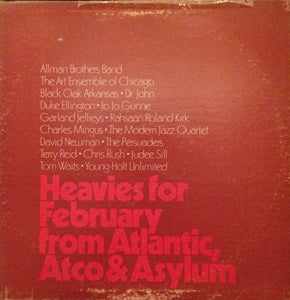 Allman Brothers Band
The Art Ensemble of Chicago
Black Oak Arkansas • Dr. John
Duke Ellington • Jo Jo Gunne
Garland Jeffreys • Rahsaan Roland Kirk
Charles Mingus • The Modern Jazz Quartet
David Newman • The Persuaders
Terry Reid • Chris Rush • Judee Sill
Tom Waits • Young-Holt Unlimited
Heavies for
February
from Atlantic,
Atco & Asylum